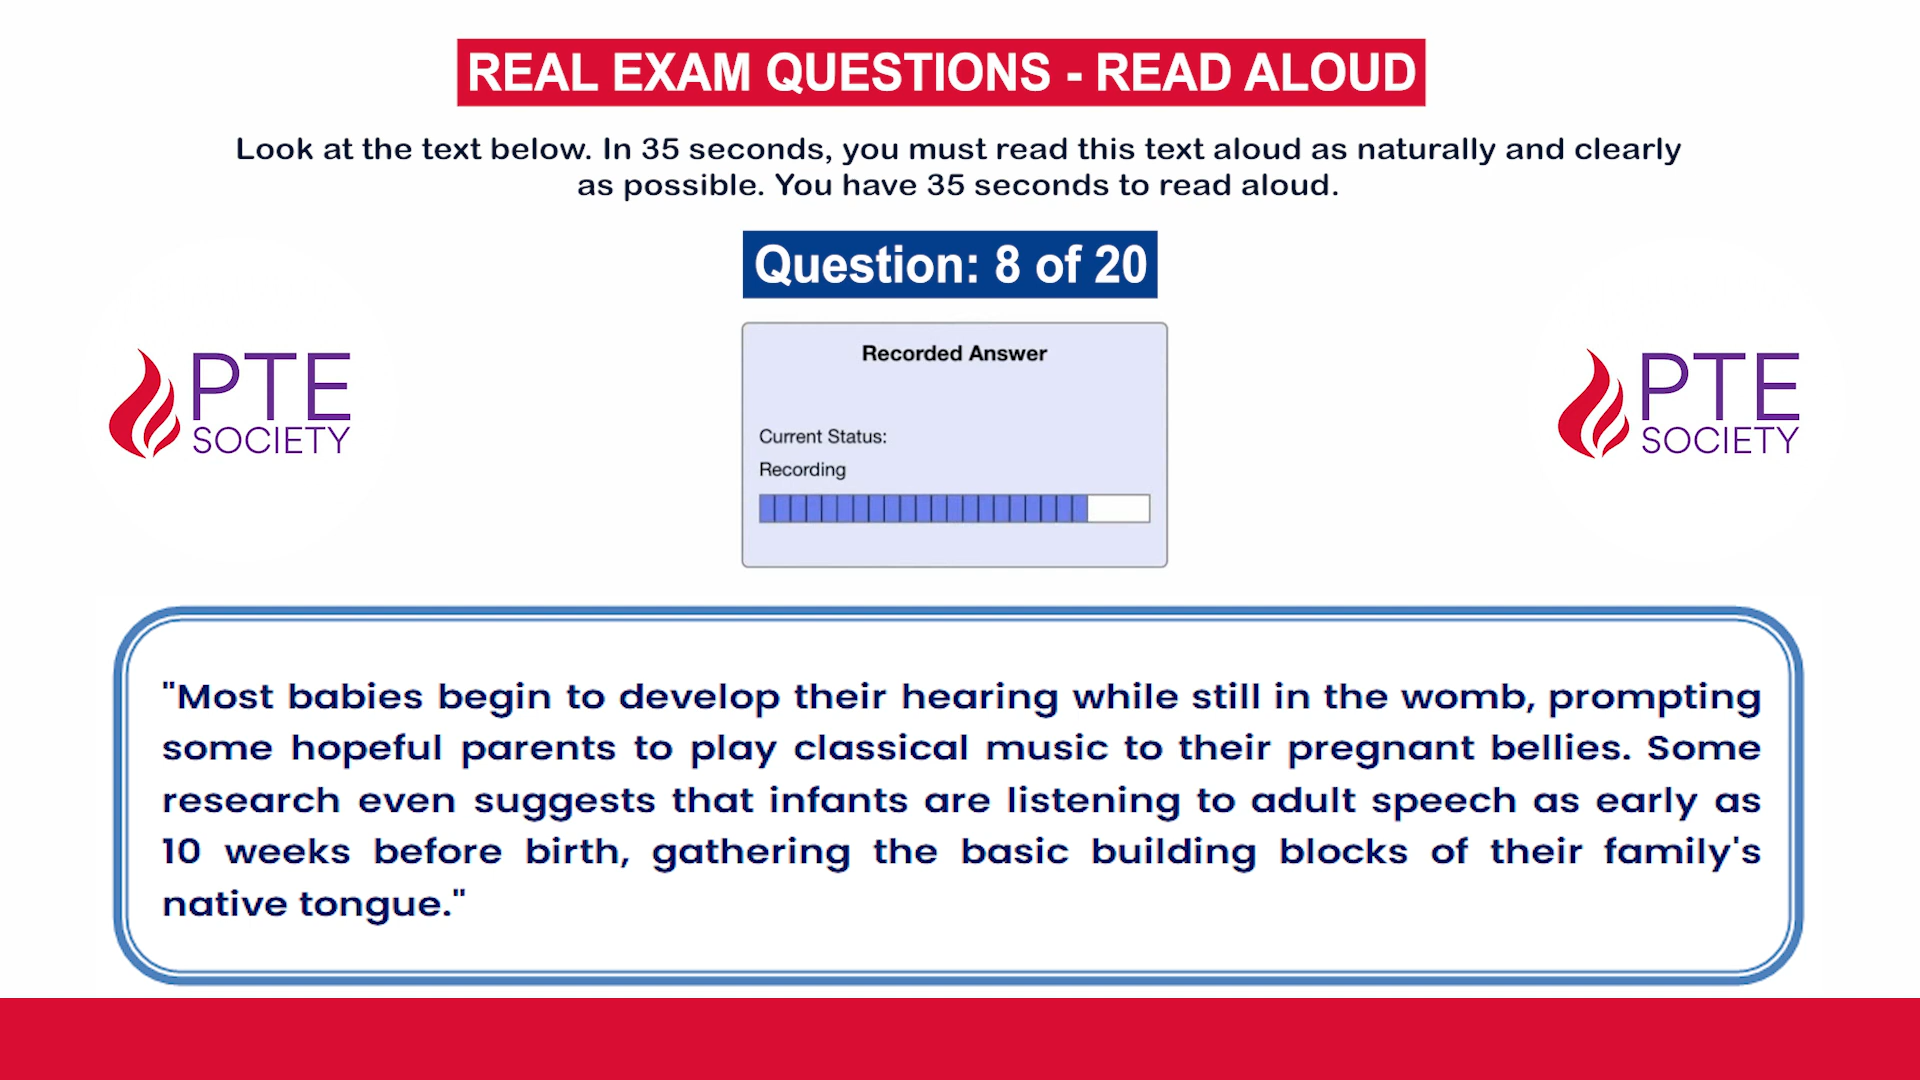 REAL EXAM QUESTIONS - READ ALOUD
Look at the text below. In 35 seconds, you must read this text aloud as naturally and clearly
as possible. You have 35 seconds to read aloud.
Question: 8 of 20
PTE
SOCIETY
Recorded Answer
Current Status:
Recording
PTE
SOCIETY
"Most babies begin to develop their hearing while still in the womb, prompting
some hopeful parents to play classical music to their pregnant bellies. Some
research even suggests that infants are listening to adult speech as early as
10 weeks before birth, gathering the basic building blocks of their family's
native tongue."